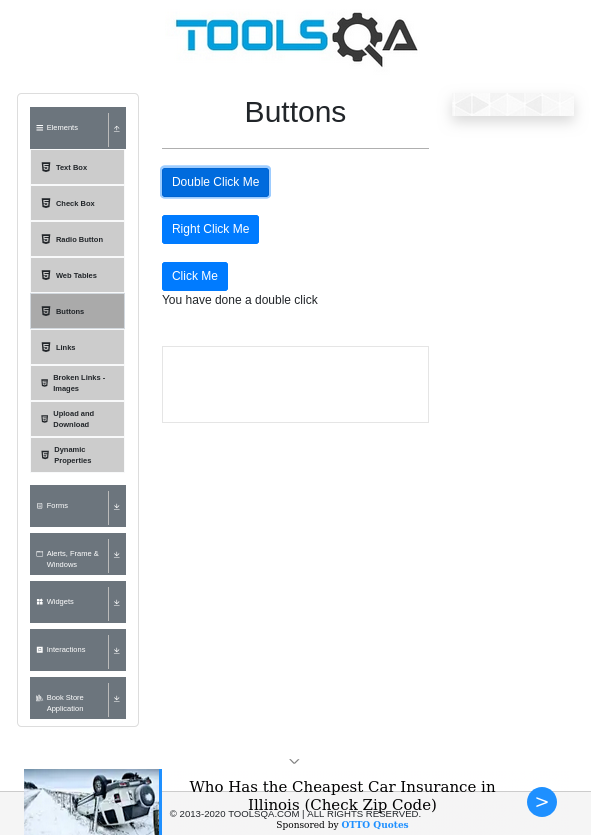 TOOLSQA
Elements
Text Box
Check Box
Radio Button
Web Tables
Buttons
Links
Broken Links -
Images
Upload and
Download
Dynamic
Properties
Forms
Alerts, Frame &
Windows
Widgets
Interactions
Book Store
Application
Buttons
Double Click Me
Right Click Me
Click Me
You have done a double click
Who Has the Cheapest Car Insurance in
Illinois (Check Zip Code)
© 2013-2020 TOOLSQA.COM | ALL RIGHTS RESERVED.
Sponsored by OTTO Quotes